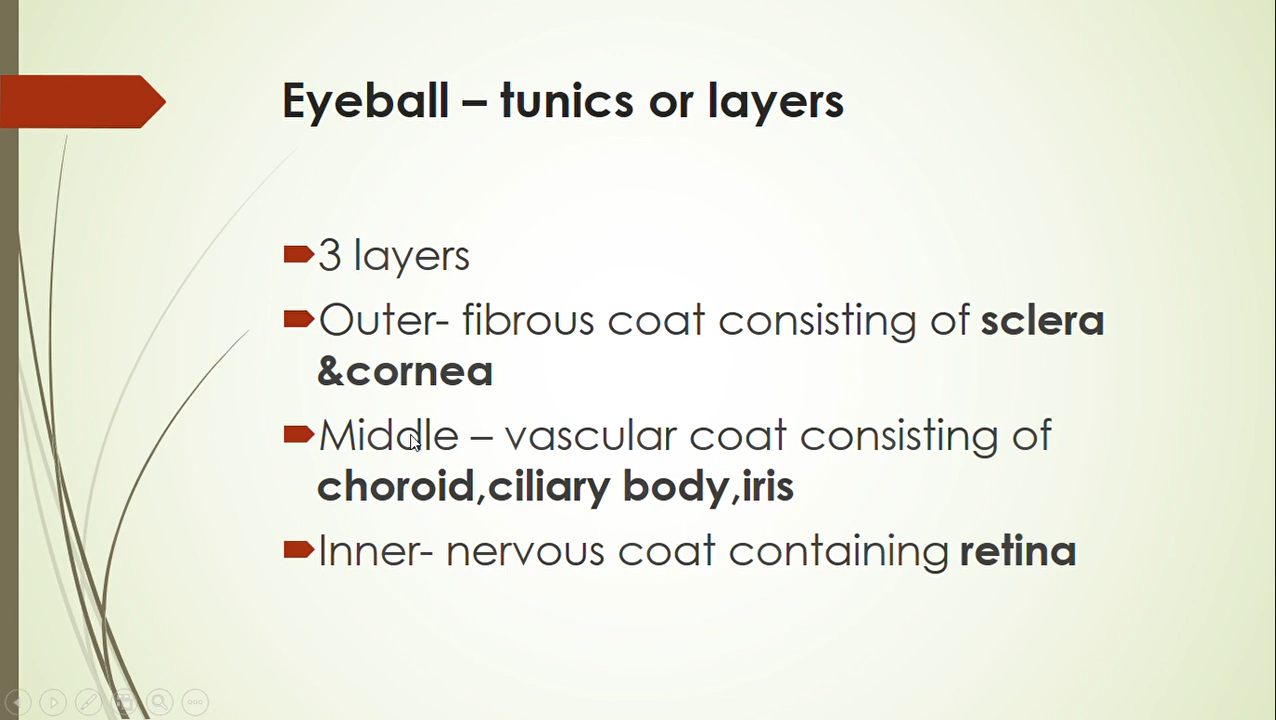 Eyeball – tunics or layers
3 layers
Outer- fibrous coat consisting of sclera
&cornea
Middle – vascular coat consisting of
choroid,ciliary body,iris
Inner- nervous coat containing retina